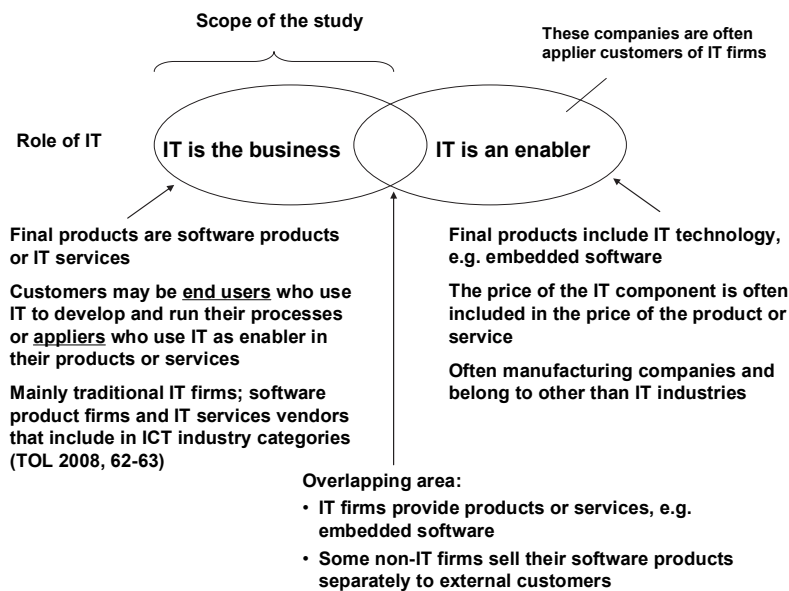 Scope of the study
These companies are often
applier customers of IT firms
Role of IT
IT is the business
IT is an enabler
Final products are software products
or IT services
Customers may be end users who use
IT to develop and run their processes
or appliers who use IT as enabler in
their products or services
Mainly traditional IT firms; software
product firms and IT services vendors
that include in ICT industry categories
(TOL 2008, 62-63)
Final products include IT technology,
e.g. embedded software
The price of the IT component is often
included in the price of the product or
service
Often manufacturing companies and
belong to other than IT industries
Overlapping area:
• IT firms provide products or services, e.g.
embedded software
• Some non-IT firms sell their software products
separately to external customers